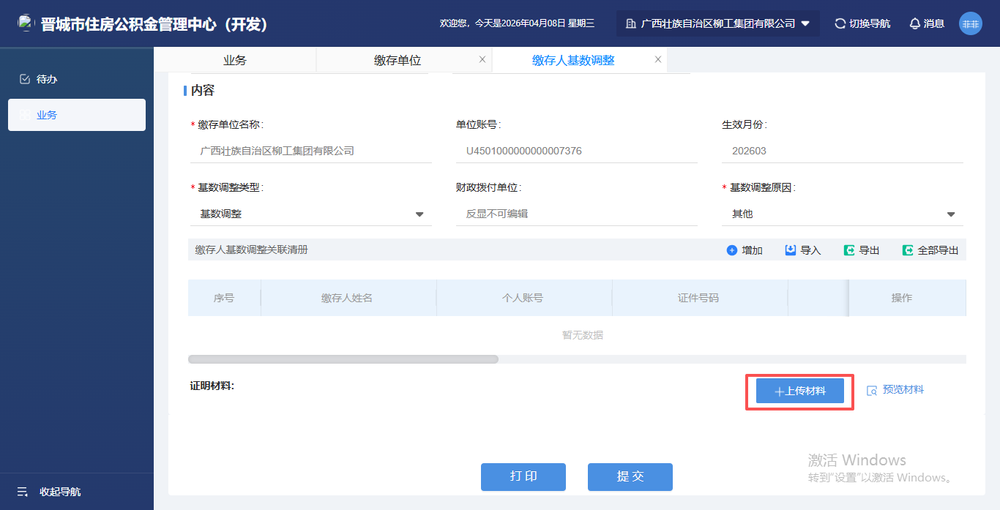 晋城市住房公积金管理中心（开发）
欢迎您，今天是2026年04月08日 星期三
广西壮族自治区柳工集团有限公司
切换导航
消息
菲菲
待办
业务
收起导航
业务
缴存单位
缴存人基数调整
内容
* 缴存单位名称:
单位账号:
生效月份:
广西壮族自治区柳工集团有限公司
U4501000000000007376
202603
* 基数调整类型:
财政拨付单位:
* 基数调整原因:
基数调整
反显不可编辑
其他
缴存人基数调整关联清册
增加
导入
导出
全部导出
序号
缴存人姓名
个人账号
证件号码
操作
暂无数据
证明材料:
+上传材料
预览材料
打印
提交
激活 Windows
转到"设置"以激活 Windows。